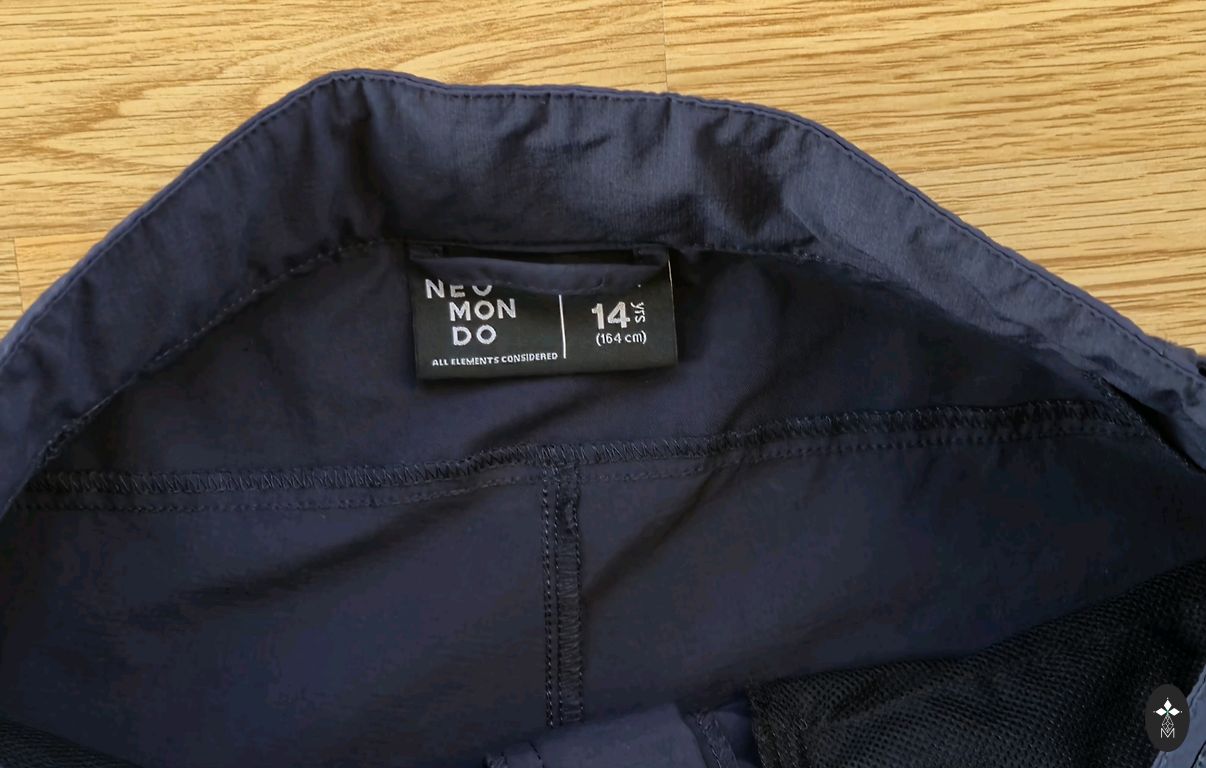 NEO
MON
DO
ALL ELEMENTS CONSIDERED
14 yrs
(164 cm)
M